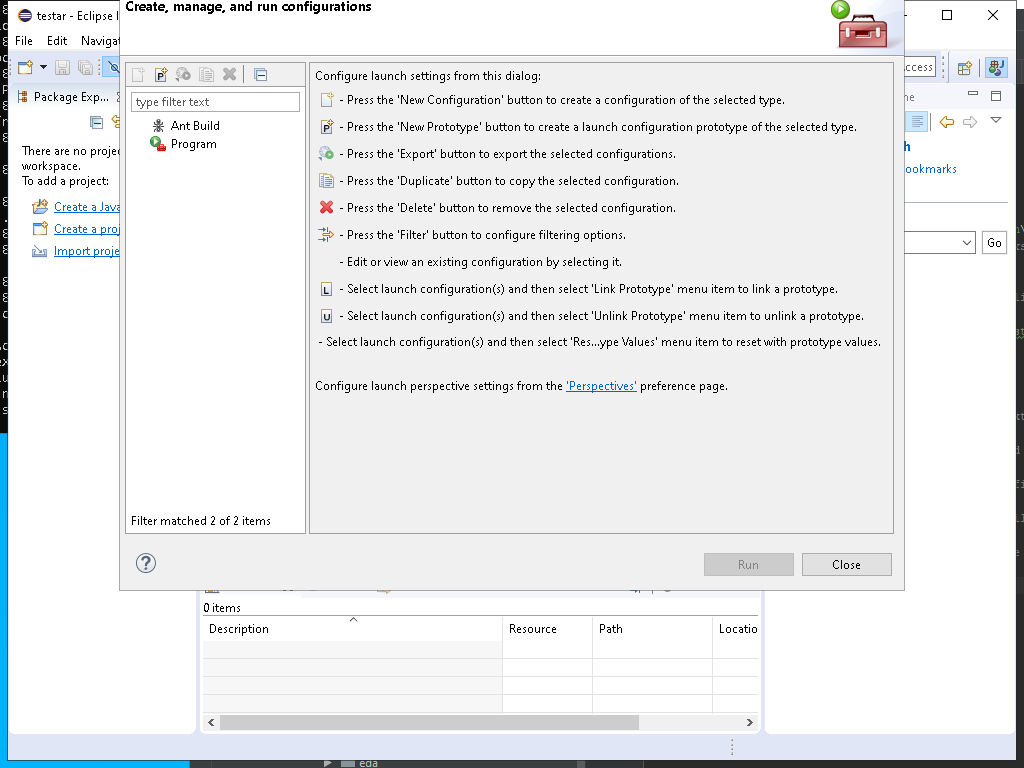 testar - Eclipse I
Create, manage, and run configurations
File Edit Navigat
type filter text
Ant Build
Program
Filter matched 2 of 2 items
Configure launch settings from this dialog:
- Press the 'New Configuration' button to create a configuration of the selected type.
- Press the 'New Prototype' button to create a launch configuration prototype of the selected type.
- Press the 'Export' button to export the selected configurations.
- Press the 'Duplicate' button to copy the selected configuration.
- Press the 'Delete' button to remove the selected configuration.
- Press the 'Filter' button to configure filtering options.
- Edit or view an existing configuration by selecting it.
L - Select launch configuration(s) and then select 'Link Prototype' menu item to link a prototype.
U - Select launch configuration(s) and then select 'Unlink Prototype' menu item to unlink a prototype.
- Select launch configuration(s) and then select 'Res...ype Values' menu item to reset with prototype values.
Configure launch perspective settings from the 'Perspectives' preference page.
Run
Close
Package Exp...
There are no projec
workspace.
To add a project:
Create a Java
Create a proj
Import proje
ccess
ne
h
ookmarks
Go
0 items
Description Resource Path Locatio
eda